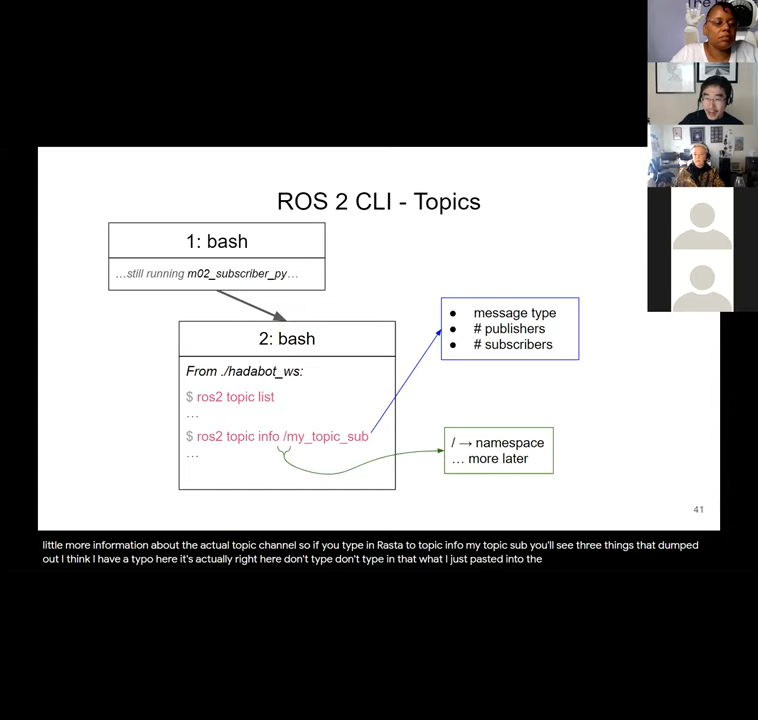 ROS 2 CLI - Topics
1: bash
...still running m02_subscriber_py...
2: bash
From ./hadabot_ws:
$ ros2 topic list
...
$ ros2 topic info /my_topic_sub
...
● message type
● # publishers
● # subscribers
/ → namespace
... more later
41
little more information about the actual topic channel so if you type in Rasta to topic info my topic sub you'll see three things that dumped
out I think I have a typo here it's actually right here don't type don't type in that what I just pasted into the